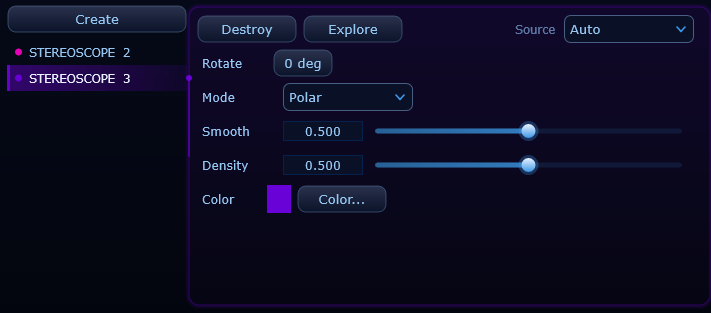 Create
STEREOSCOPE 2
STEREOSCOPE 3
Destroy Explore Source Auto
Rotate 0 deg
Mode Polar
Smooth 0.500
Density 0.500
Color Color...